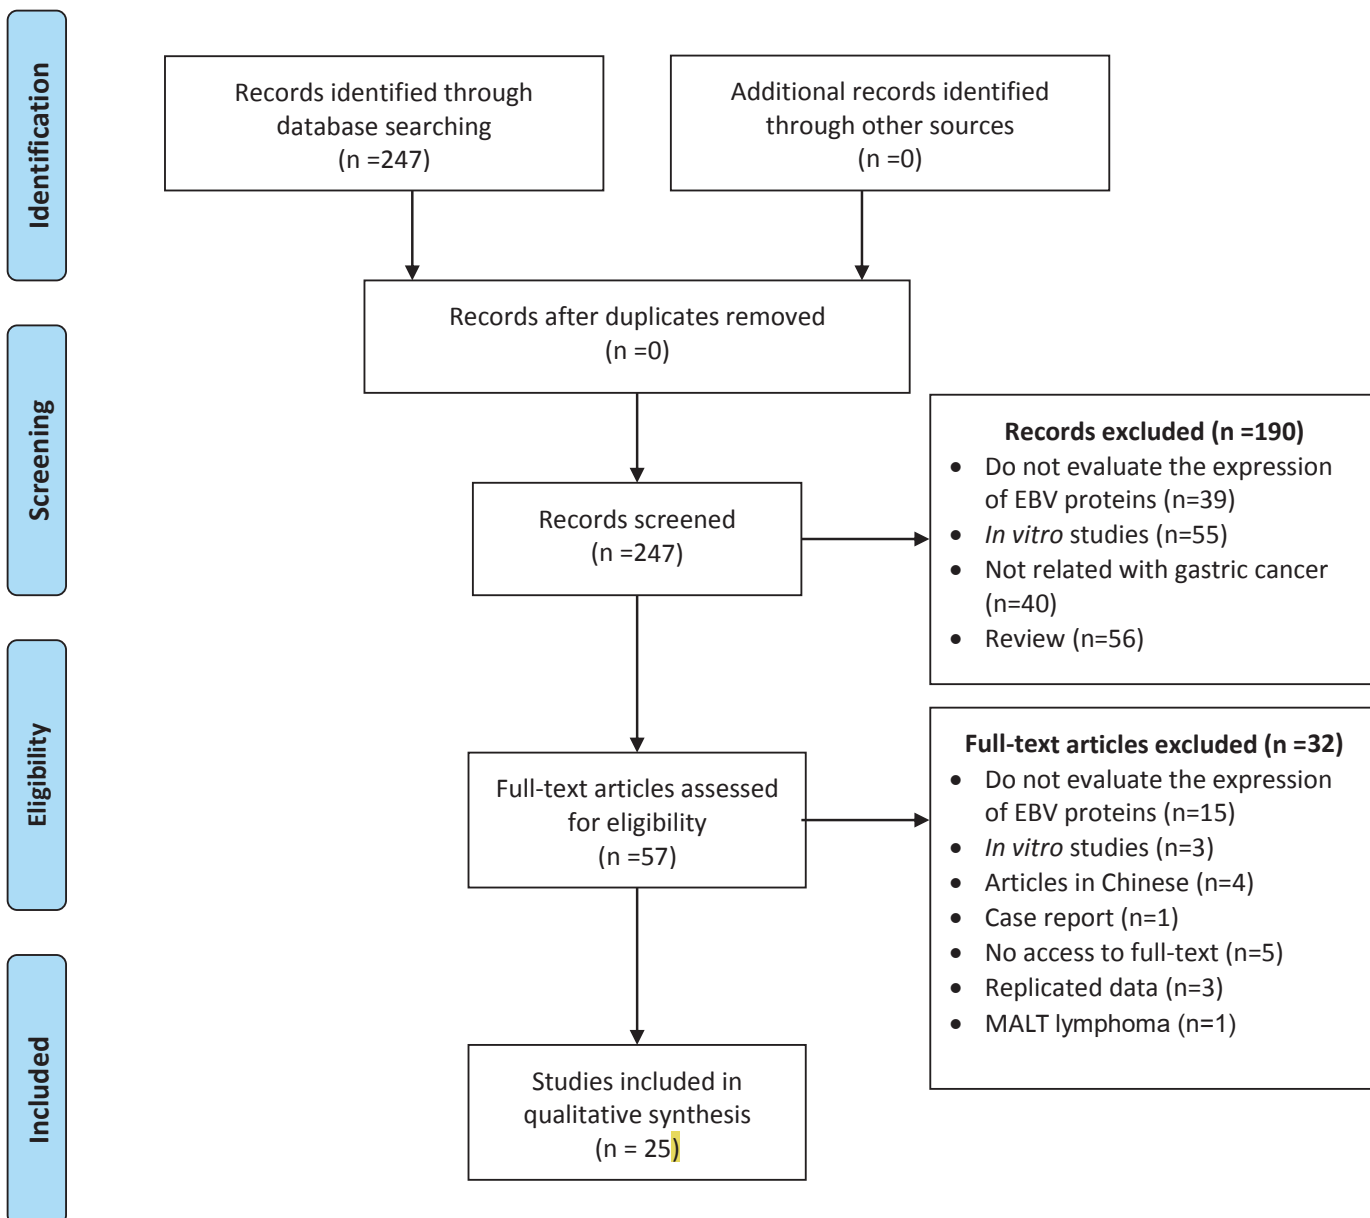 Identification
Records identified through
database searching
(n =247)
Additional records identified
through other sources
(n =0)
Records after duplicates removed
(n =0)
Screening
Records screened
(n =247)
Records excluded (n =190)
• Do not evaluate the expression
of EBV proteins (n=39)
• In vitro studies (n=55)
• Not related with gastric cancer
(n=40)
• Review (n=56)
Eligibility
Full-text articles assessed
for eligibility
(n =57)
Full-text articles excluded (n =32)
• Do not evaluate the expression
of EBV proteins (n=15)
• In vitro studies (n=3)
• Articles in Chinese (n=4)
• Case report (n=1)
• No access to full-text (n=5)
• Replicated data (n=3)
• MALT lymphoma (n=1)
Included
Studies included in
qualitative synthesis
(n = 25)